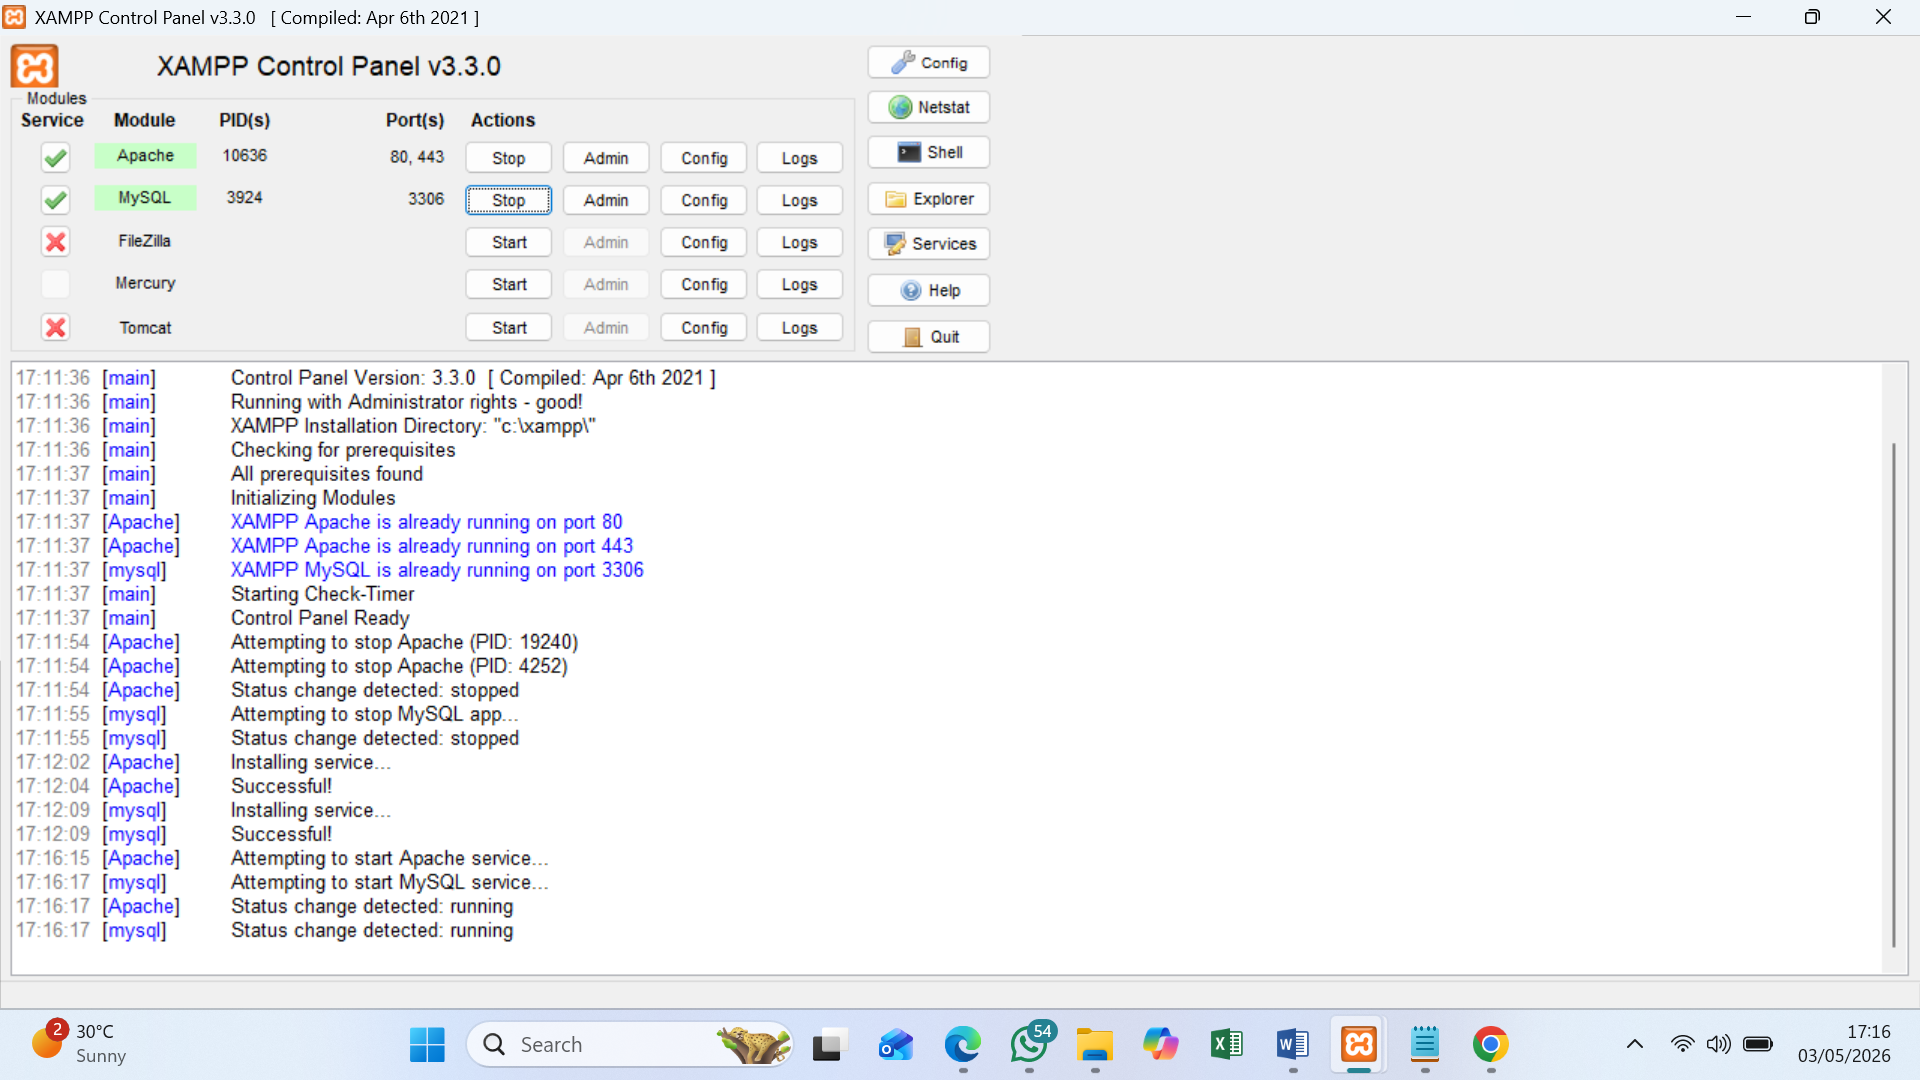 XAMPP Control Panel v3.3.0 [ Compiled: Apr 6th 2021 ]
XAMPP Control Panel v3.3.0
Config
Modules
Service Module PID(s) Port(s) Actions
Netstat
Apache 10636 80, 443 Stop Admin Config Logs
Shell
MySQL 3924 3306 Stop Admin Config Logs
Explorer
FileZilla Start Admin Config Logs
Services
Mercury Start Admin Config Logs
Help
Tomcat Start Admin Config Logs
Quit
17:11:36 [main] Control Panel Version: 3.3.0 [ Compiled: Apr 6th 2021 ]
17:11:36 [main] Running with Administrator rights - good!
17:11:36 [main] XAMPP Installation Directory: "c:\xampp\"
17:11:36 [main] Checking for prerequisites
17:11:37 [main] All prerequisites found
17:11:37 [main] Initializing Modules
17:11:37 [Apache] XAMPP Apache is already running on port 80
17:11:37 [Apache] XAMPP Apache is already running on port 443
17:11:37 [mysql] XAMPP MySQL is already running on port 3306
17:11:37 [main] Starting Check-Timer
17:11:37 [main] Control Panel Ready
17:11:54 [Apache] Attempting to stop Apache (PID: 19240)
17:11:54 [Apache] Attempting to stop Apache (PID: 4252)
17:11:54 [Apache] Status change detected: stopped
17:11:55 [mysql] Attempting to stop MySQL app...
17:11:55 [mysql] Status change detected: stopped
17:12:02 [Apache] Installing service...
17:12:04 [Apache] Successful!
17:12:09 [mysql] Installing service...
17:12:09 [mysql] Successful!
17:16:15 [Apache] Attempting to start Apache service...
17:16:17 [mysql] Attempting to start MySQL service...
17:16:17 [Apache] Status change detected: running
17:16:17 [mysql] Status change detected: running
2
30°C
Sunny
Search
54
17:16
03/05/2026